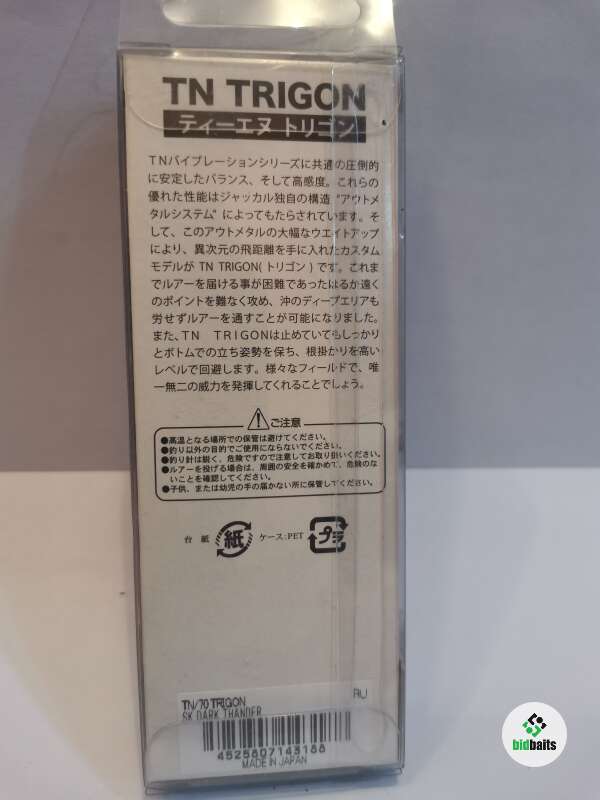 TN TRIGON
ティーエヌ トリゴン
TNバイブレーションシリーズに共通の圧倒的
に安定したバランス、そして高感度。これらの
優れた性能はジャッカル独自の構造"アウトメ
タルシステム"によってもたらされています。そ
して、このアウトメタルの大幅なウエイトアップ
により、異次元の飛距離を手に入れたカスタム
モデルが TN TRIGON(トリゴン)です。これま
でルアーを届ける事が困難であったはるか遠く
のポイントを難なく攻め、沖のディープエリアも
労せずルアーを通すことが可能になりました。
また、TN TRIGONは止めていてもしっかり
とボトムでの立ち姿勢を保ち、根掛かりを高い
レベルで回避します。様々なフィールドで、唯
一無二の威力を発揮してくれることでしょう。
ご注意
●高温となる場所での保管は避けてください。
●釣り以外の目的でご使用にならないでください。
●釣り針は鋭く、危険ですので注意してお取り扱いください。
●ルアーを投げる場合は、周囲の安全を確かめて、危険のな
いことを確認してください。
●子供、または幼児の手の届かない所に保管してください。
台 紙 紙 ケース:PET プラ
TN/70 TRIGON RU
SK DARK THANDER
4525807143188
MADE IN JAPAN
bidbaits